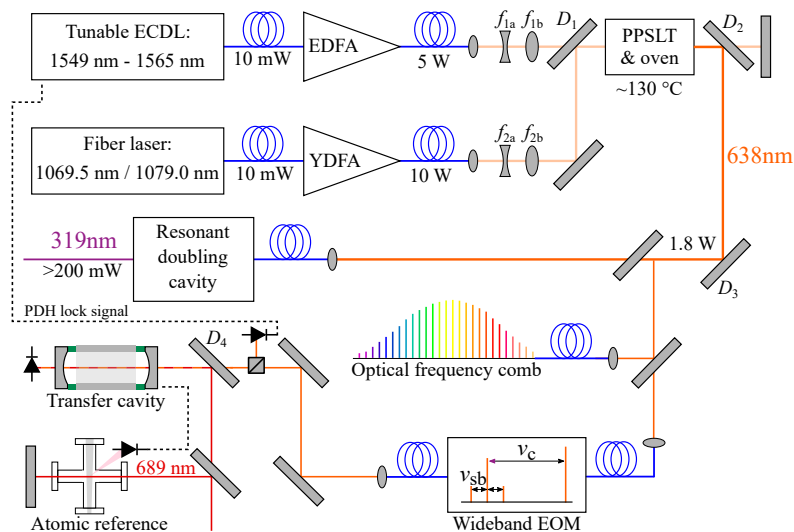 Tunable ECDL:
1549 nm - 1565 nm
10 mW
EDFA
5 W
f1a
f1b
D1
PPSLT
& oven
~130 °C
D2
Fiber laser:
1069.5 nm / 1079.0 nm
10 mW
YDFA
10 W
f2a
f2b
638nm
319nm
>200 mW
Resonant
doubling
cavity
1.8 W
D3
PDH lock signal
D4
Optical frequency comb
Transfer cavity
689 nm
Atomic reference
νc
νsb
Wideband EOM